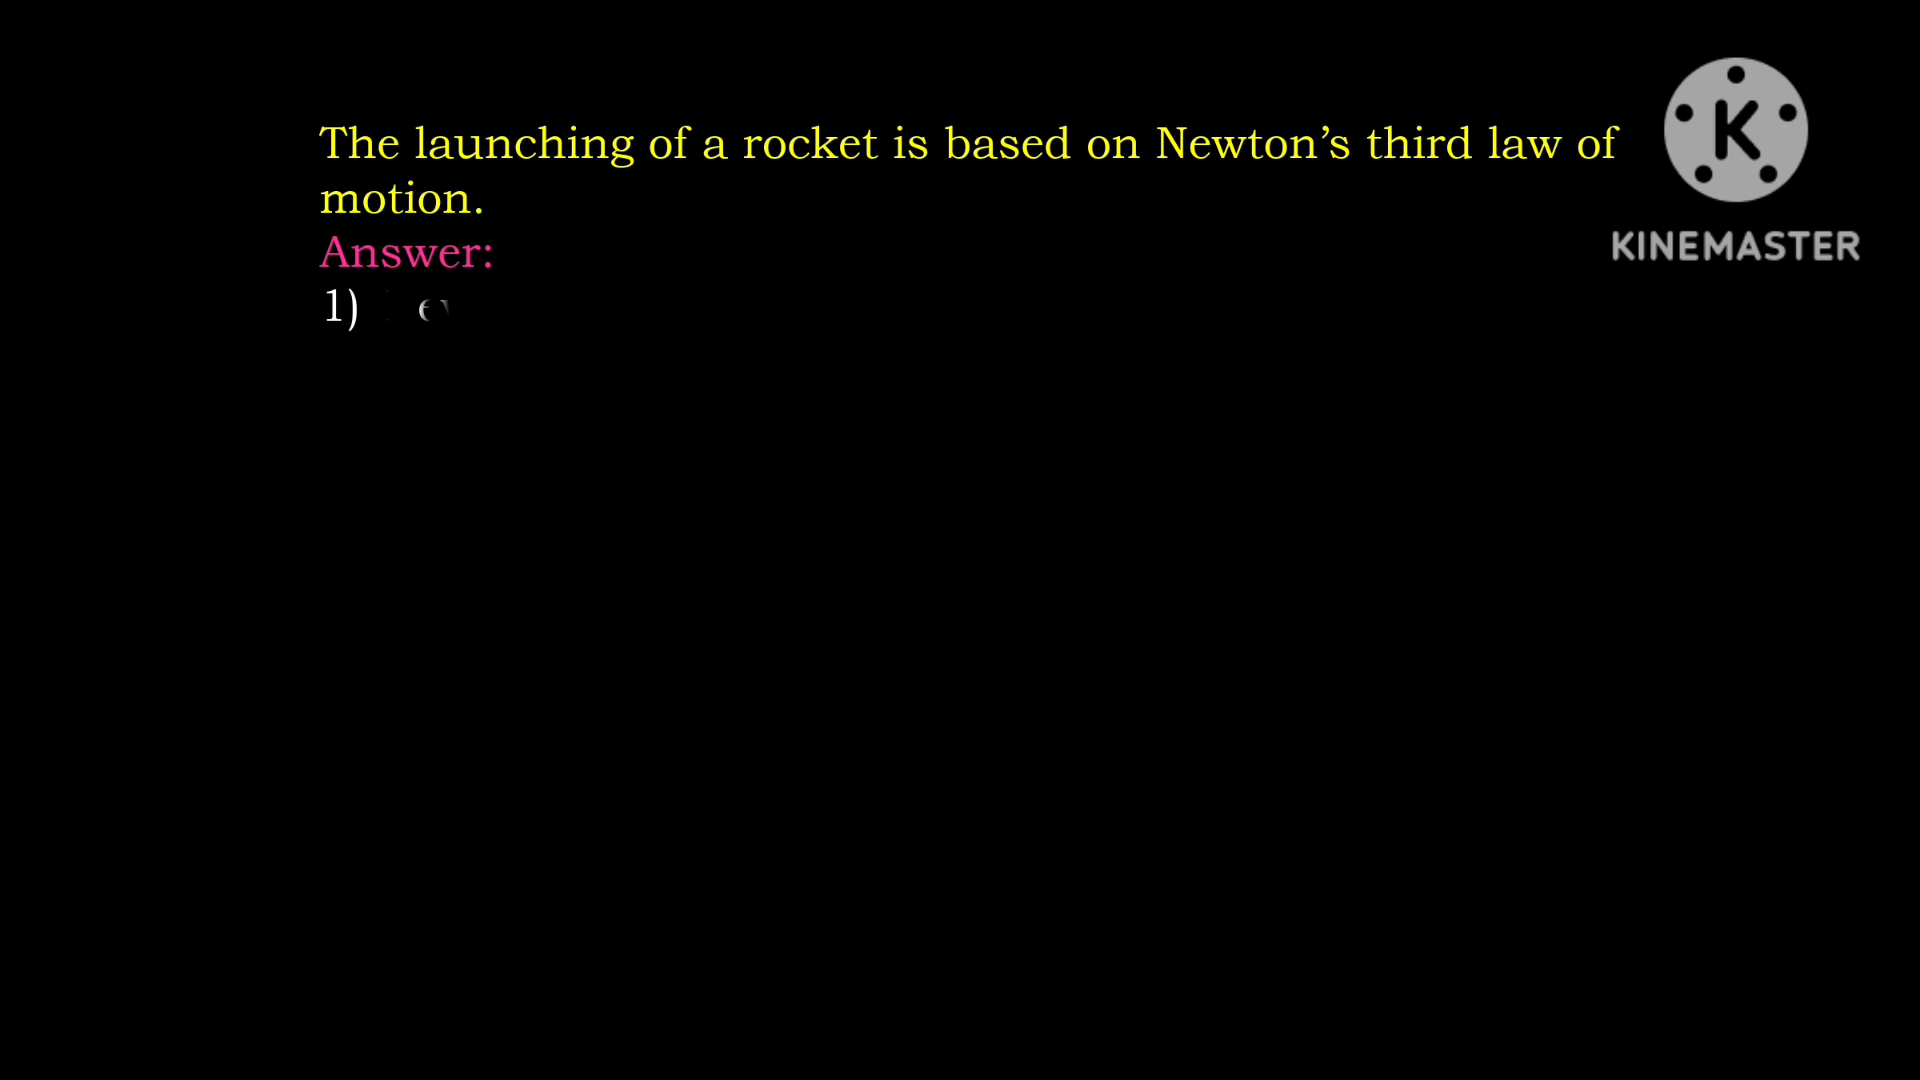 The launching of a rocket is based on Newton’s third law of
motion.
Answer:
1)
K
KINEMASTER